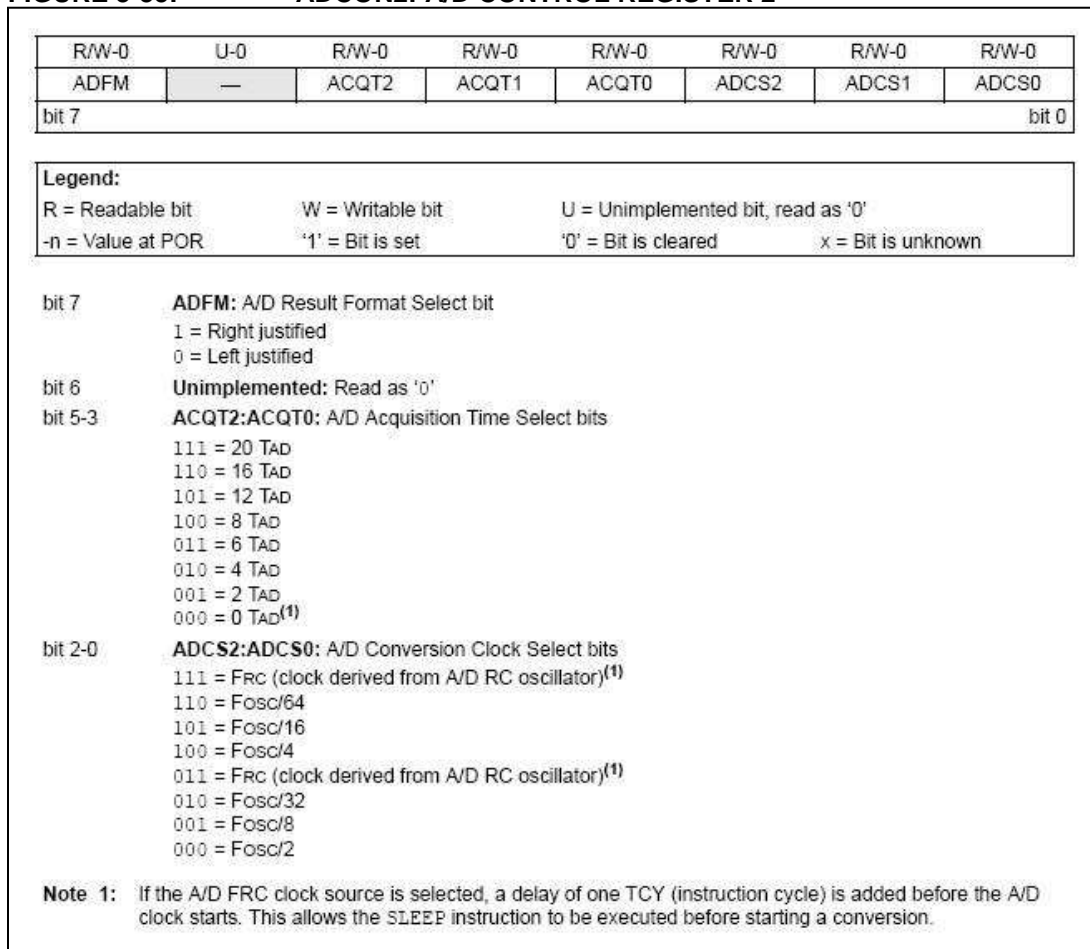 FIGURE A/D CONTROL REGISTER
R/W-0 U-0 R/W-0 R/W-0 R/W-0 R/W-0 R/W-0 R/W-0
ADFM — ACQT2 ACQT1 ACQT0 ADCS2 ADCS1 ADCS0
bit 7 bit 0
Legend:
R = Readable bit W = Writable bit U = Unimplemented bit, read as ‘0’
-n = Value at POR ‘1’ = Bit is set ‘0’ = Bit is cleared x = Bit is unknown
bit 7 ADFM: A/D Result Format Select bit
1 = Right justified
0 = Left justified
bit 6 Unimplemented: Read as ‘0’
bit 5-3 ACQT2:ACQT0: A/D Acquisition Time Select bits
111 = 20 TAD
110 = 16 TAD
101 = 12 TAD
100 = 8 TAD
011 = 6 TAD
010 = 4 TAD
001 = 2 TAD
000 = 0 TAD(1)
bit 2-0 ADCS2:ADCS0: A/D Conversion Clock Select bits
111 = FRC (clock derived from A/D RC oscillator)(1)
110 = FOSC/64
101 = FOSC/16
100 = FOSC/4
011 = FRC (clock derived from A/D RC oscillator)(1)
010 = FOSC/32
001 = FOSC/8
000 = FOSC/2
Note 1: If the A/D FRC clock source is selected, a delay of one TCY (instruction cycle) is added before the A/D
clock starts. This allows the SLEEP instruction to be executed before starting a conversion.